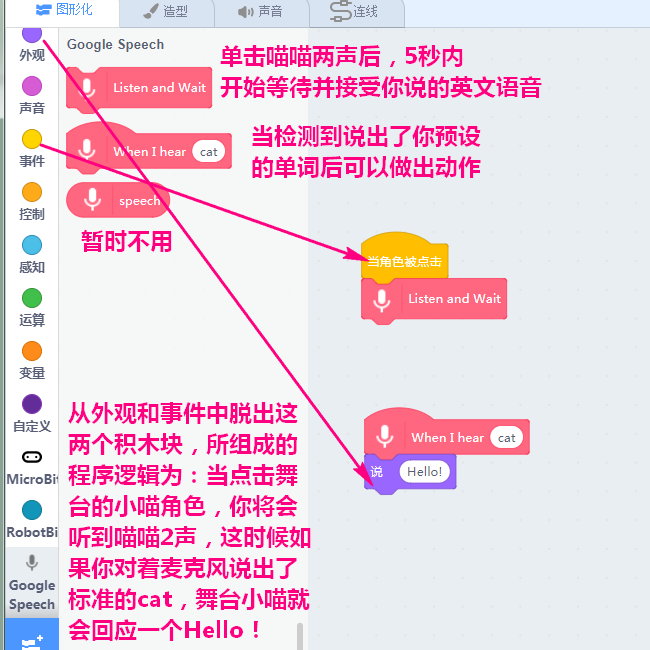 图形化
造型
声音
连线
外观
声音
事件
控制
感知
运算
变量
自定义
MicroBi
RobotBi
Google
Speech
Google Speech
Listen and Wait
When I hear cat
speech
单击喵喵两声后，5秒内
开始等待并接受你说的英文语音
当检测到说出了你预设
的单词后可以做出动作
暂时不用
当角色被点击
Listen and Wait
When I hear cat
说 Hello!
从外观和事件中脱出这
两个积木块，所组成的
程序逻辑为：当点击舞
台的小喵角色，你将会
听到喵喵2声，这时候如
果你对着麦克风说出了
标准的cat，舞台小喵就
会回应一个Hello！